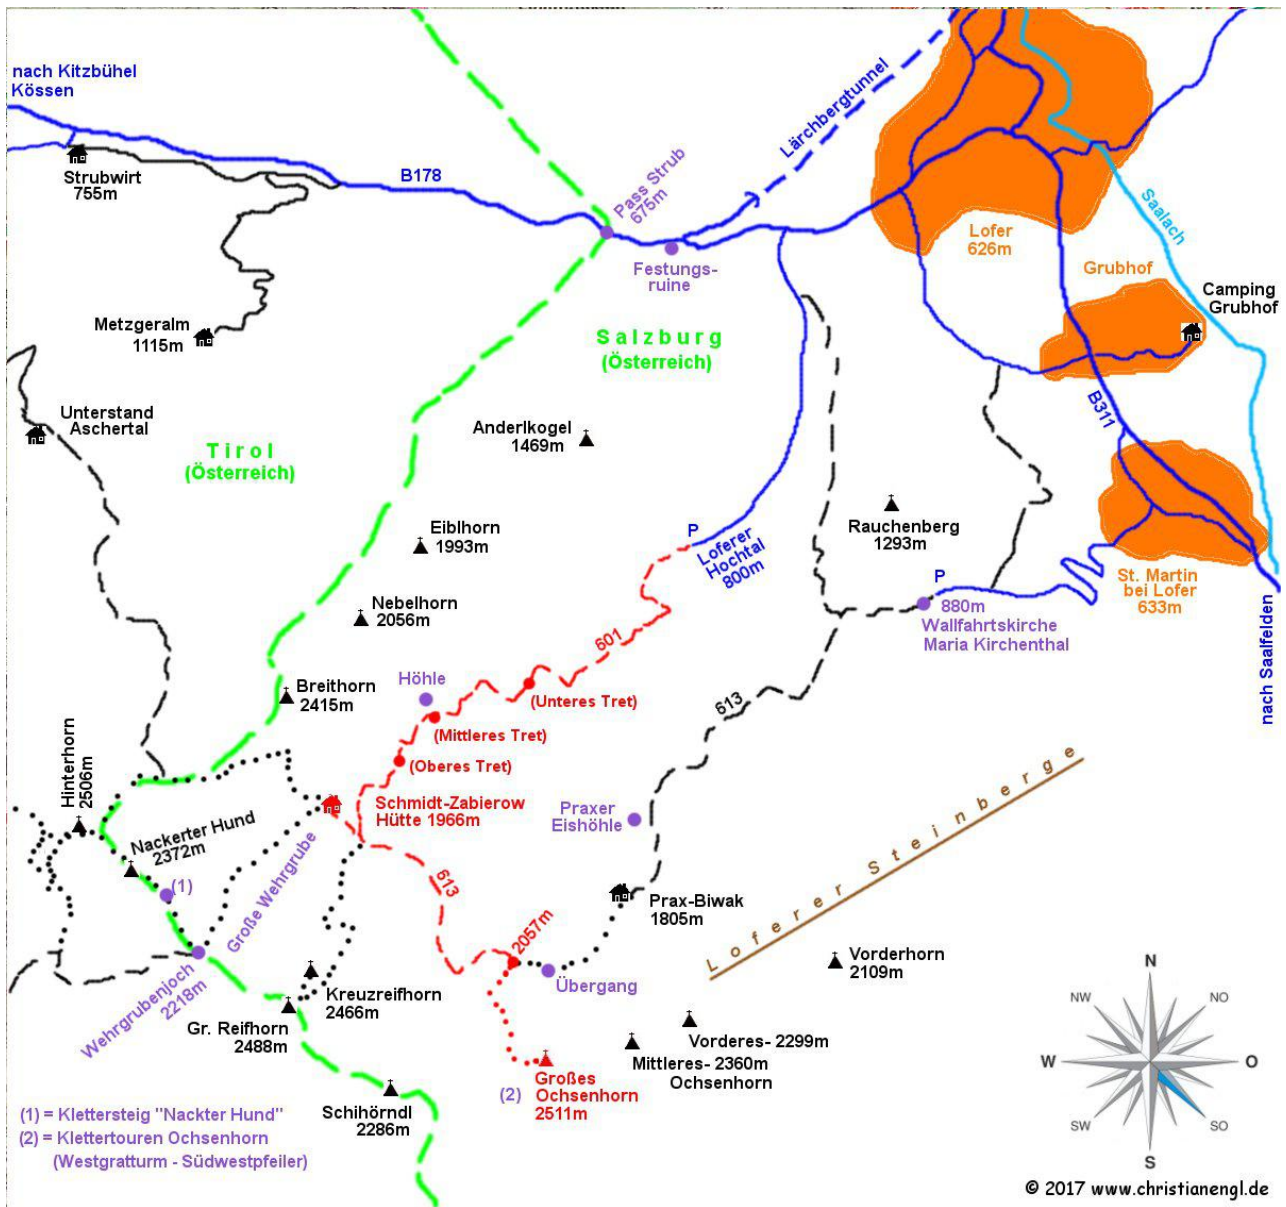 nach Kitzbühel
Kössen
Strubwirt
755m
B178
Pass Strub
675m
Lärchbergtunnel
Festungs-
ruine
Lofer
626m
Saalach
Grubhof
Camping
Grubhof
Metzgeralm
1115m
Salzburg
(Österreich)
Unterstand
Aschertal
Tirol
(Österreich)
Anderlkogel
1469m
B311
Eiblhorn
1993m
Rauchenberg
1293m
P
Loferer
Hochtal
800m
P
St. Martin
bei Lofer
633m
Nebelhorn
2056m
601
880m
Wallfahrtskirche
Maria Kirchenthal
nach Saalfelden
Breithorn
2415m
Höhle
(Unteres Tret)
(Mittleres Tret)
(Oberes Tret)
613
Hinterhorn
2506m
Schmidt-Zabierow
Hütte 1966m
Praxer
Eishöhle
Nackerter Hund
2372m
(1)
Große Wehrgrube
613
Prax-Biwak
1805m
Loferer Steinberge
2057m
Übergang
Vorderhorn
2109m
Wehrgrubenjoch
2218m
Kreuzreifhorn
2466m
Gr. Reifhorn
2488m
Vorderes- 2299m
Mittleres- 2360m
Ochsenhorn
(2)
Großes
Ochsenhorn
2511m
Schihörndl
2286m
(1) = Klettersteig "Nackter Hund"
(2) = Klettertouren Ochsenhorn
(Westgratturm - Südwestpfeiler)
N
NW
NO
W
O
SW
SO
S
© 2017 www.christianengl.de